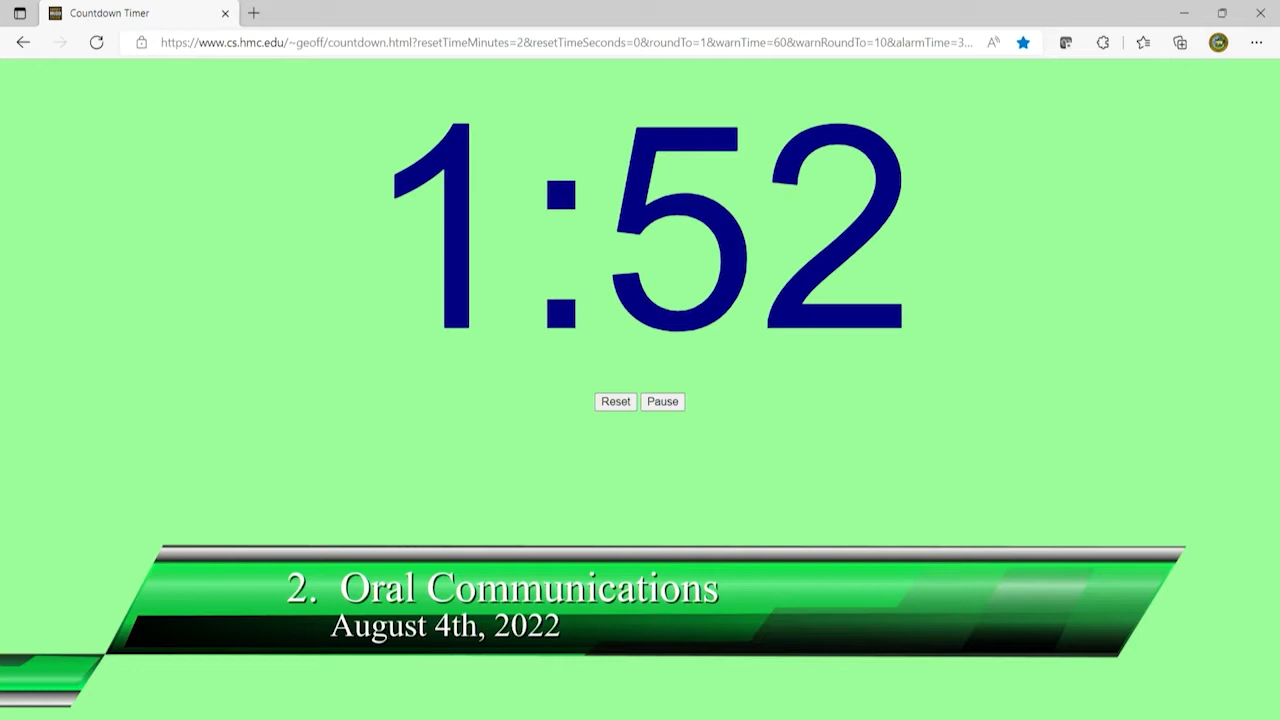 Countdown Timer
https://www.cs.hmc.edu/~geoff/countdown.html?resetTimeMinutes=2&resetTimeSeconds=0&roundTo=1&warnTime=60&warnRoundTo=10&alarmTime=3...
1:52
Reset Pause
2. Oral Communications
August 4th, 2022